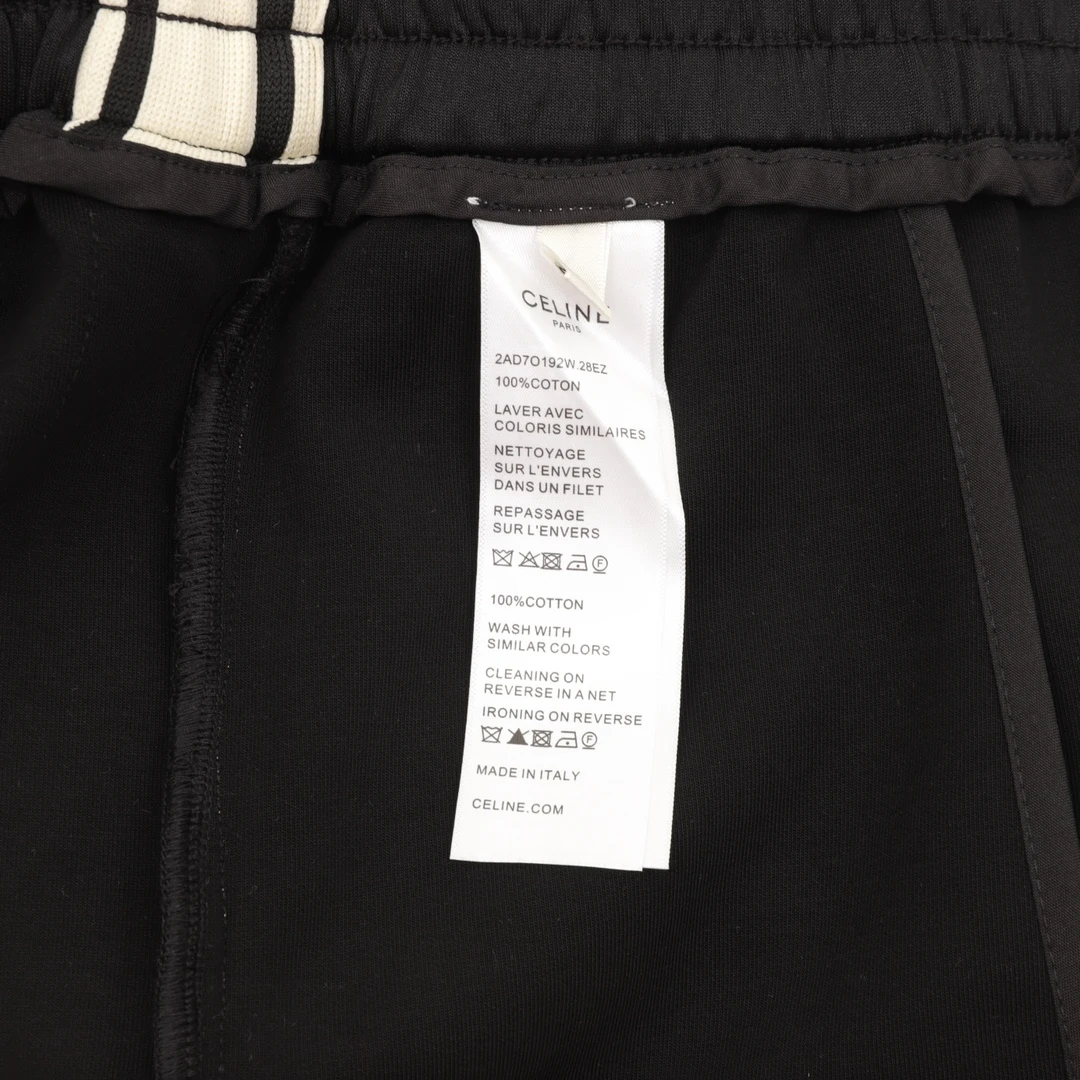 CELINE
PARIS
2AD7O192W.28EZ
100%COTON
LAVER AVEC
COLORIS SIMILAIRES
NETTOYAGE
SUR L'ENVERS
DANS UN FILET
REPASSAGE
SUR L'ENVERS
F
100%COTTON
WASH WITH
SIMILAR COLORS
CLEANING ON
REVERSE IN A NET
IRONING ON REVERSE
F
MADE IN ITALY
CELINE.COM